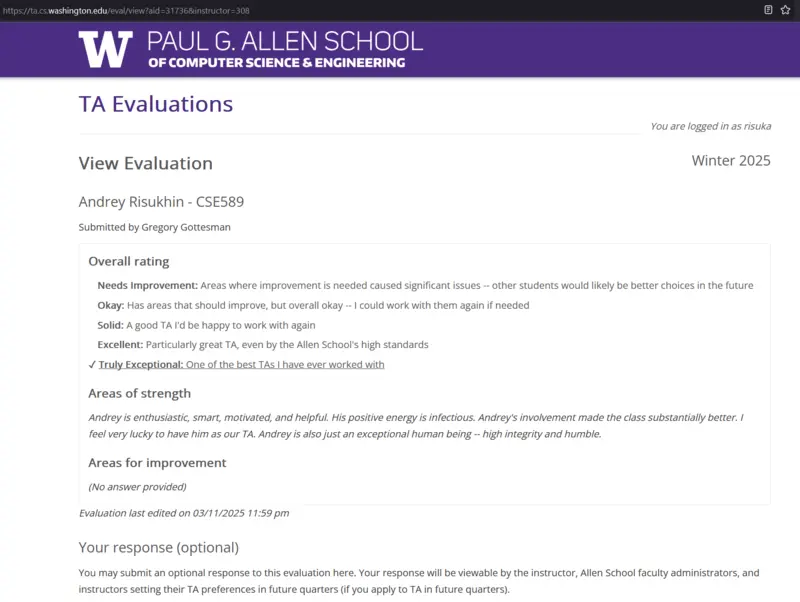 https://ta.cs.washington.edu/eval/view?aid=31736&instructor=308
W PAUL G. ALLEN SCHOOL
OF COMPUTER SCIENCE & ENGINEERING
TA Evaluations
You are logged in as risuka
View Evaluation
Winter 2025
Andrey Risukhin - CSE589
Submitted by Gregory Gottesman
Overall rating
Needs Improvement: Areas where improvement is needed caused significant issues -- other students would likely be better choices in the future
Okay: Has areas that should improve, but overall okay -- I could work with them again if needed
Solid: A good TA I'd be happy to work with again
Excellent: Particularly great TA, even by the Allen School's high standards
✓ Truly Exceptional: One of the best TAs I have ever worked with
Areas of strength
Andrey is enthusiastic, smart, motivated, and helpful. His positive energy is infectious. Andrey's involvement made the class substantially better. I
feel very lucky to have him as our TA. Andrey is also just an exceptional human being -- high integrity and humble.
Areas for improvement
(No answer provided)
Evaluation last edited on 03/11/2025 11:59 pm
Your response (optional)
You may submit an optional response to this evaluation here. Your response will be viewable by the instructor, Allen School faculty administrators, and
instructors setting their TA preferences in future quarters (if you apply to TA in future quarters).